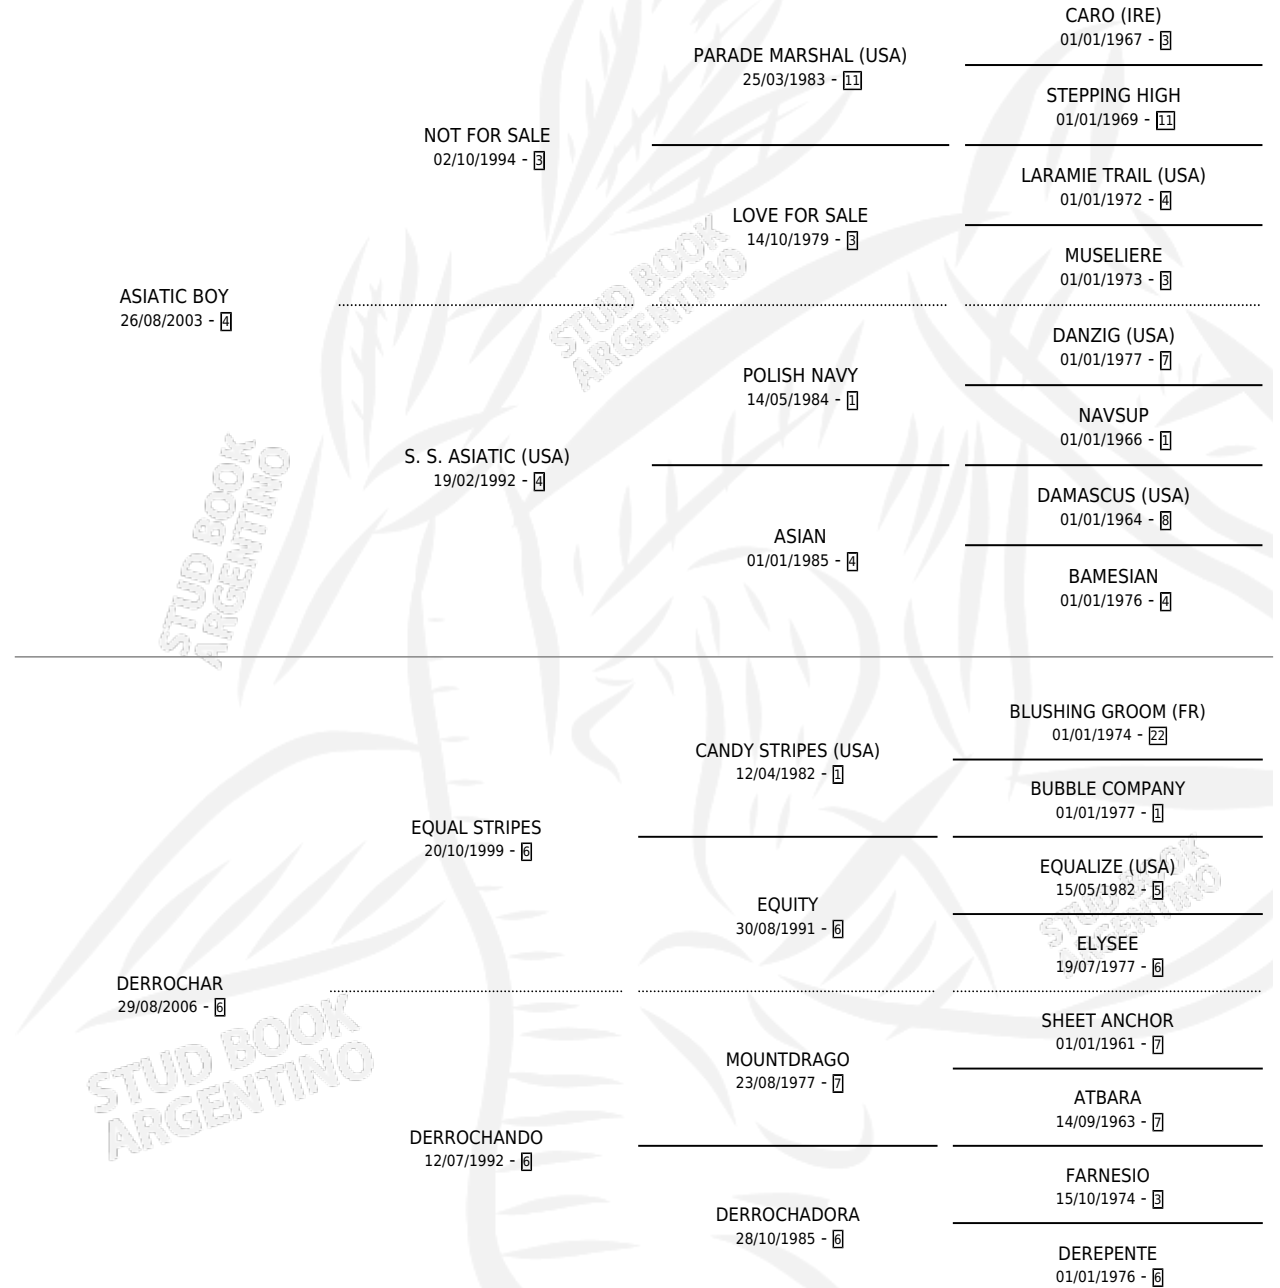 CARO (IRE)
01/01/1967 - 3
PARADE MARSHAL (USA)
25/03/1983 - 11
STEPPING HIGH
01/01/1969 - 11
NOT FOR SALE
02/10/1994 - 3
LARAMIE TRAIL (USA)
01/01/1972 - 4
LOVE FOR SALE
14/10/1979 - 3
MUSELIERE
01/01/1973 - 3
ASIATIC BOY
26/08/2003 - 4
STUD BOOK
ARGENTINO
DANZIG (USA)
01/01/1977 - 7
POLISH NAVY
14/05/1984 - 1
NAVSUP
01/01/1966 - 1
S. S. ASIATIC (USA)
19/02/1992 - 4
DAMASCUS (USA)
01/01/1964 - 8
ASIAN
01/01/1985 - 4
BAMESIAN
01/01/1976 - 4
STUD BOOK
ARGENTINO
BLUSHING GROOM (FR)
01/01/1974 - 22
CANDY STRIPES (USA)
12/04/1982 - 1
BUBBLE COMPANY
01/01/1977 - 1
EQUAL STRIPES
20/10/1999 - 6
EQUALIZE (USA)
15/05/1982 - 5
EQUITY
30/08/1991 - 6
STUD BOOK
ARGENTINO
ELYSEE
19/07/1977 - 6
DERROCHAR
29/08/2006 - 6
SHEET ANCHOR
01/01/1961 - 7
MOUNTDRAGO
23/08/1977 - 7
STUD BOOK
ARGENTINO
ATBARA
14/09/1963 - 7
DERROCHANDO
12/07/1992 - 6
FARNESIO
15/10/1974 - 3
DERROCHADORA
28/10/1985 - 6
DEREPENTE
01/01/1976 - 6